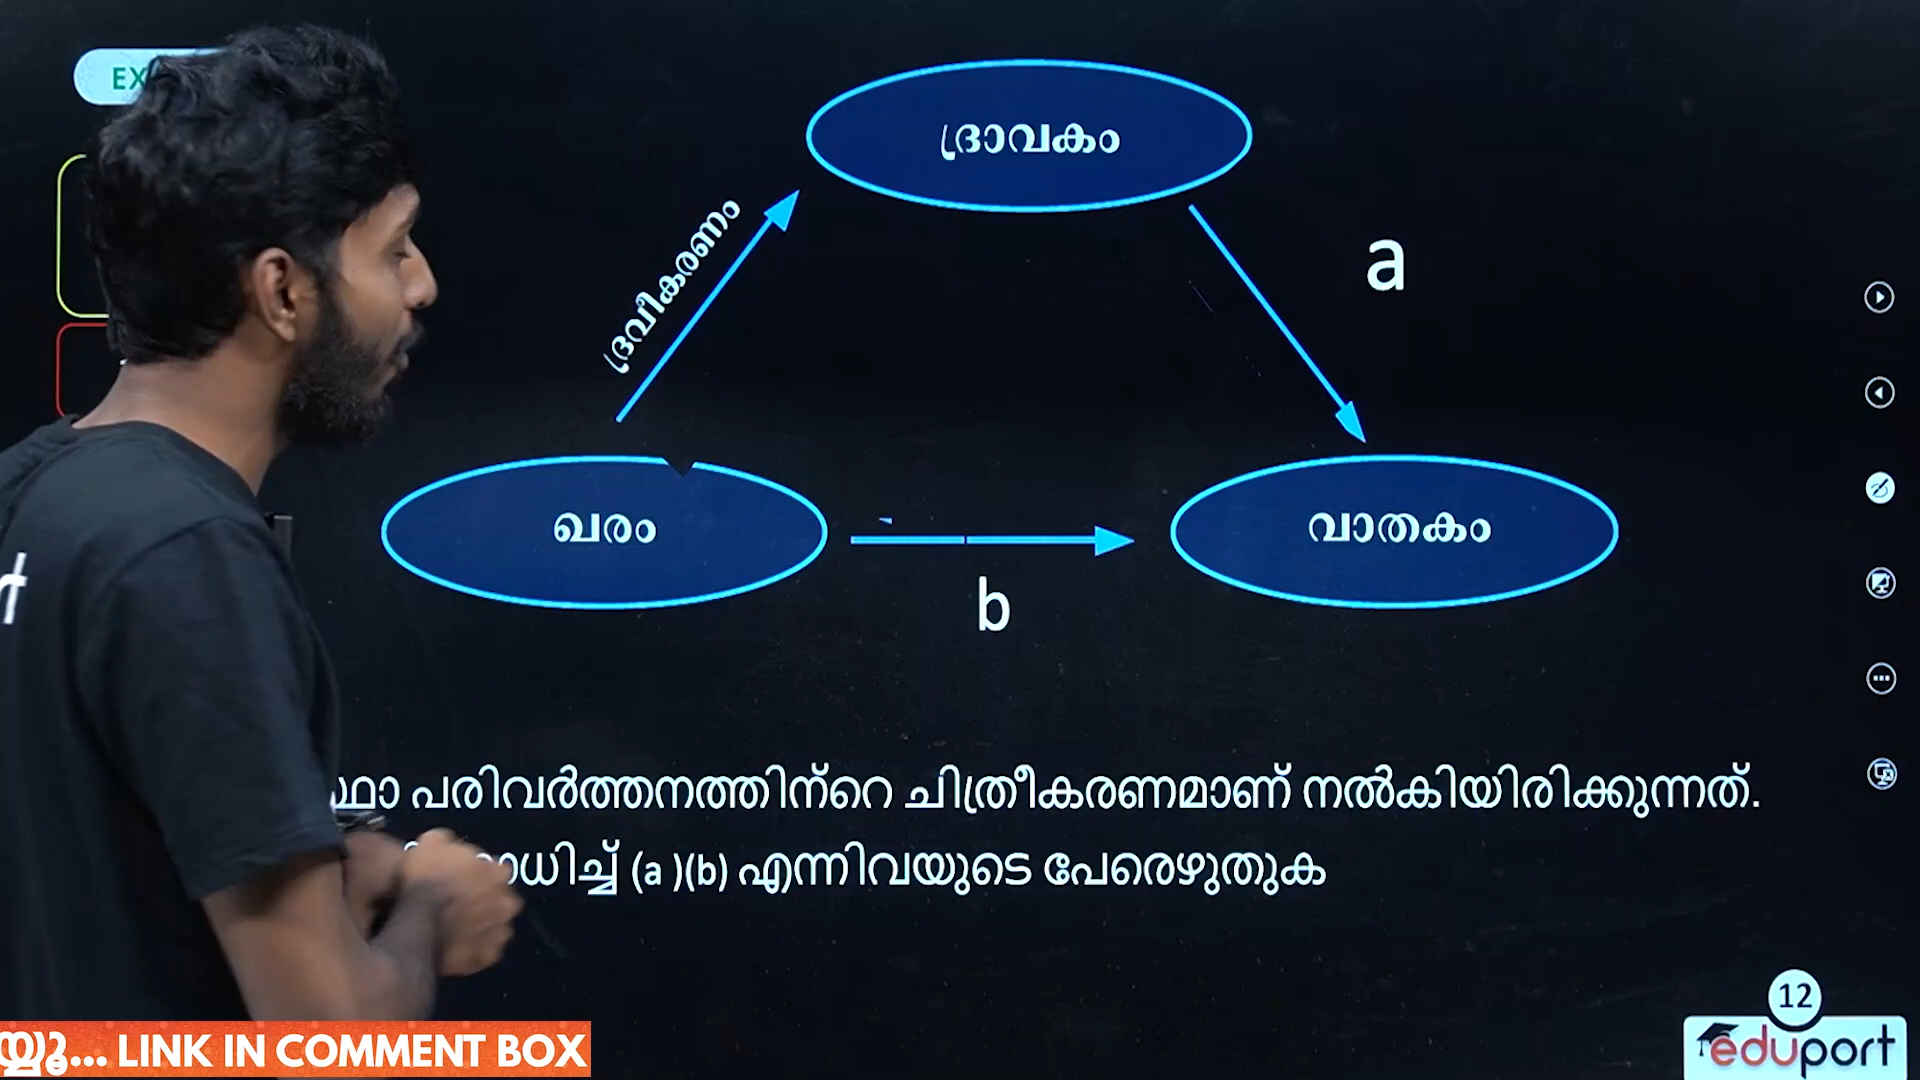 ദ്രാവകം
ദ്രവീകരണം
a
ഖരം
വാതകം
b
പരിവർത്തനത്തിന്റെ ചിത്രീകരണമാണ് നൽകിയിരിക്കുന്നത്.
(a )(b) എന്നിവയുടെ പേരെഴുതുക
12
eduport
LINK IN COMMENT BOX